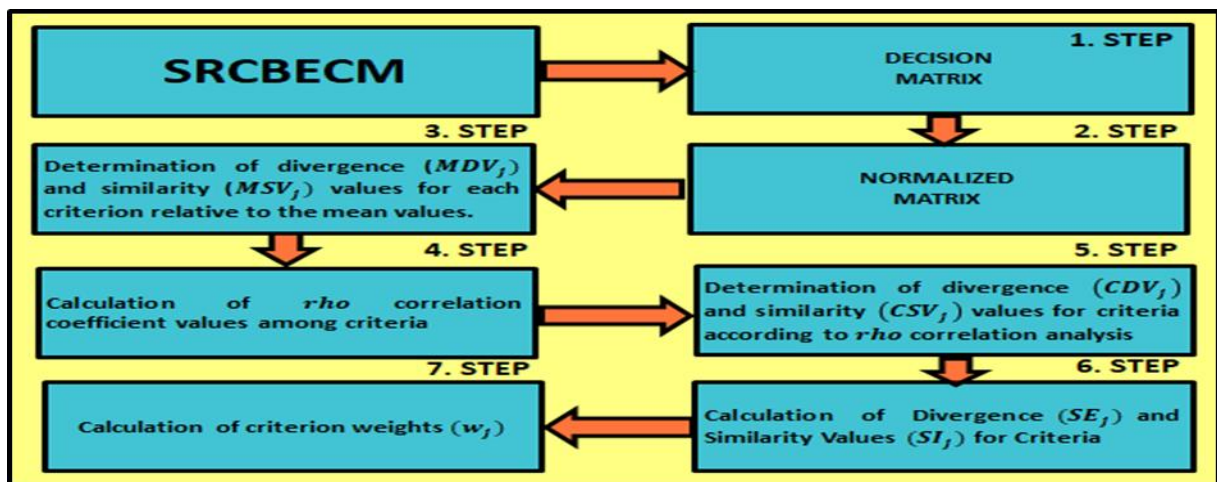 SRCBECM
1. STEP
DECISION
MATRIX
2. STEP
NORMALIZED
MATRIX
3. STEP
Determination of divergence (MDVⱼ)
and similarity (MSVⱼ) values for each
criterion relative to the mean values.
4. STEP
Calculation of rho correlation
coefficient values among criteria
5. STEP
Determination of divergence (CDVⱼ)
and similarity (CSVⱼ) values for criteria
according to rho correlation analysis
6. STEP
Calculation of Divergence (SEⱼ) and
Similarity Values (SIⱼ) for Criteria
7. STEP
Calculation of criterion weights (wⱼ)